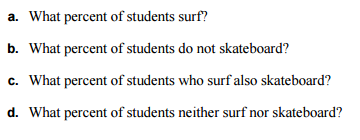 a. What percent of students surf?
b. What percent of students do not skateboard?
c. What percent of students who surf also skateboard?
d. What percent of students neither surf nor skateboard?